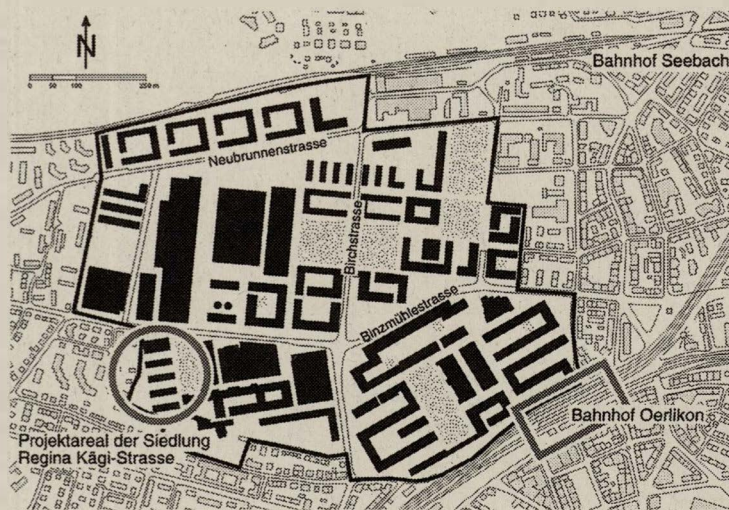 N
0 50 100 250 m
Bahnhof Seebach
Neubrunnenstrasse
Birchstrasse
Binzmühlestrasse
Bahnhof Oerlikon
Projektareal der Siedlung
Regina Kägi-Strasse